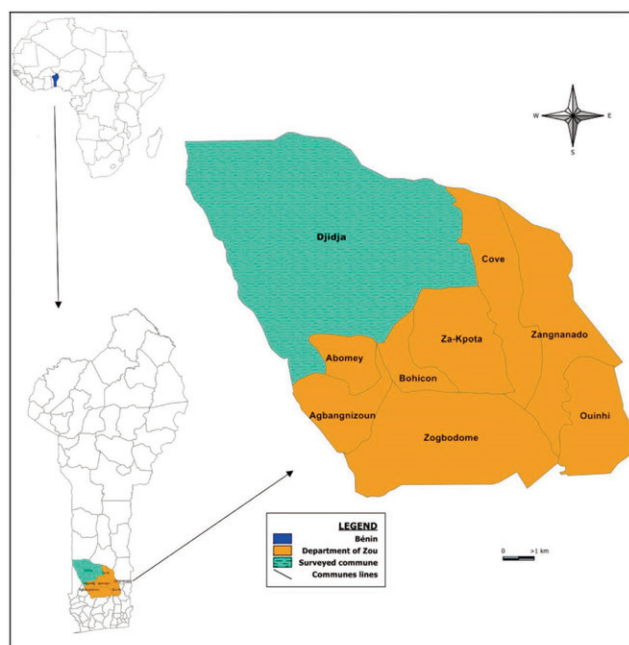 N
W
E
S
Djidja
Cove
Za-Kpota
Zangnanado
Abomey
Bohicon
Agbangnizoun
Ouinhi
Zogbodome
LEGEND
Bénin
Department of Zou
Surveyed commune
Communes lines
0
>1 km